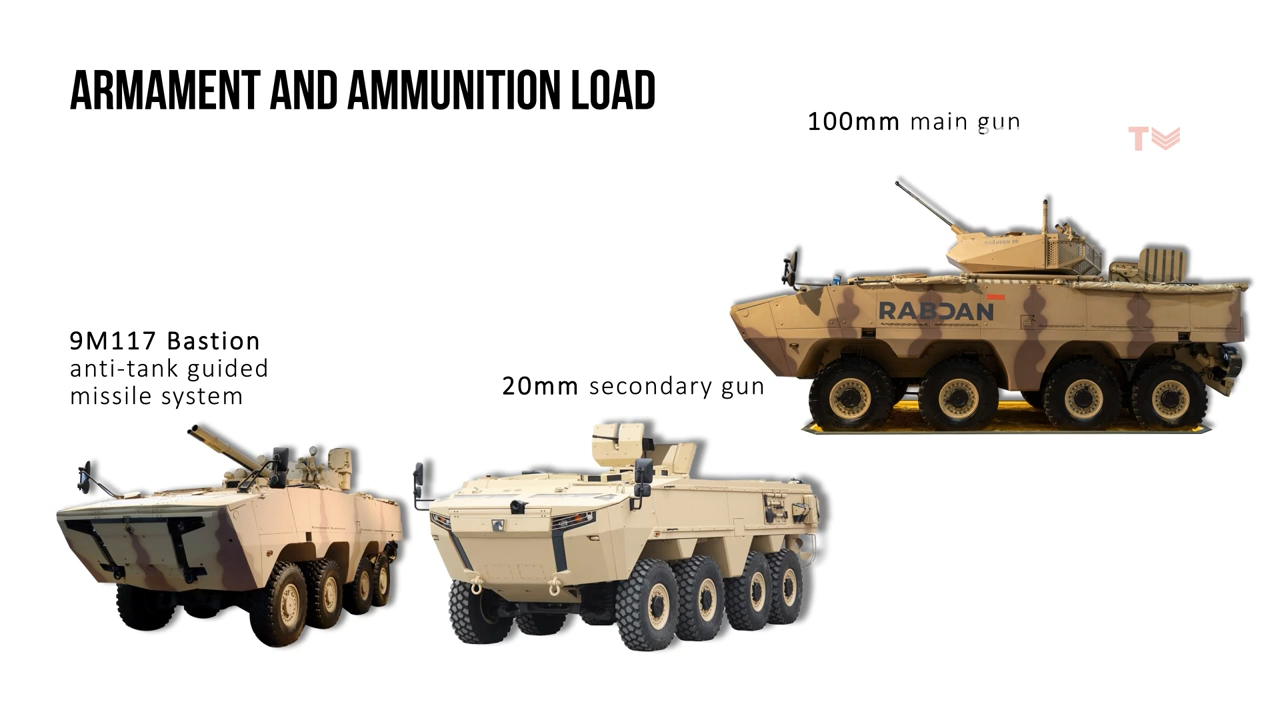 ARMAMENT AND AMMUNITION LOAD
100mm main gun
9M117 Bastion
anti-tank guided
missile system
20mm secondary gun
RABDAN